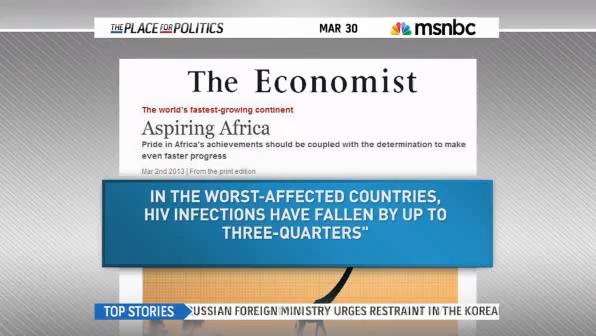 THE PLACE FOR POLITICS
MAR 30
msnbc
The Economist
The world's fastest-growing continent
Aspiring Africa
Pride in Africa's achievements should be coupled with the determination to make
even faster progress
Mar 2nd 2013 | From the print edition
IN THE WORST-AFFECTED COUNTRIES,
HIV INFECTIONS HAVE FALLEN BY UP TO
THREE-QUARTERS"
TOP STORIES
RUSSIAN FOREIGN MINISTRY URGES RESTRAINT IN THE KOREA